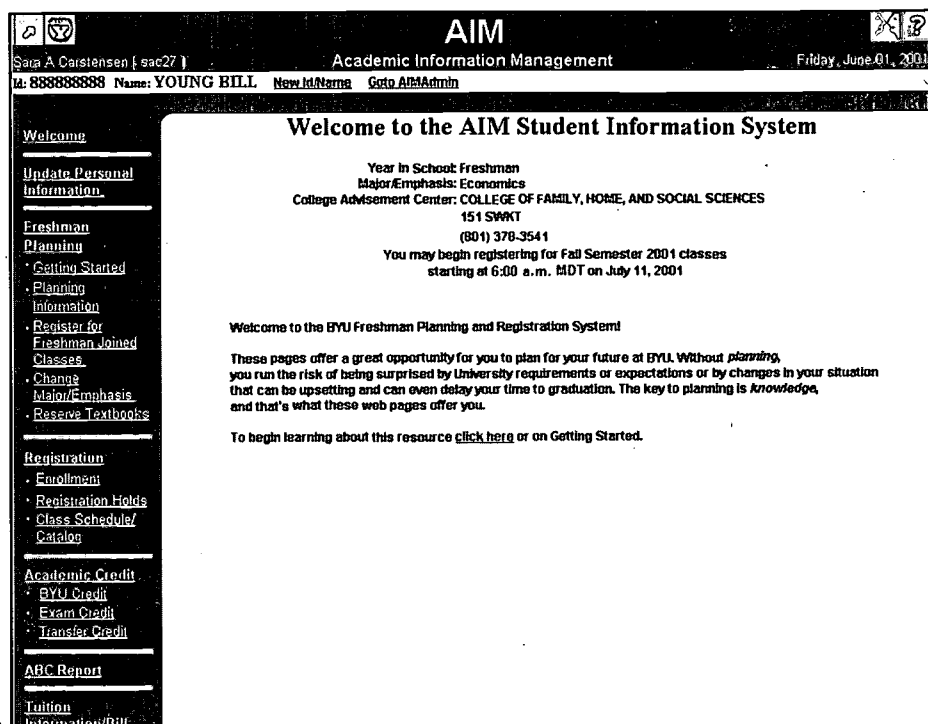 AIM
Sara A Carstensen ( sac27 )
Academic Information Management
Friday, June 01, 2001
Id: 888888888 Name: YOUNG BILL New Id/Name Goto AIMAdmin
Welcome
Update Personal
Information
Freshman
Planning
Getting Started
Planning
Information
Register for
Freshman Joined
Classes
Change
Major/Emphasis
Reserve Textbooks
Registration
Enrollment
Registration Holds
Class Schedule/
Catalog
Academic Credit
BYU Credit
Exam Credit
Transfer Credit
ABC Report
Tuition
Information/Bill
Welcome to the AIM Student Information System
Year in School: Freshman
Major/Emphasis: Economics
College Advisement Center: COLLEGE OF FAMILY, HOME, AND SOCIAL SCIENCES
151 SWKT
(801) 378-3541
You may begin registering for Fall Semester 2001 classes
starting at 6:00 a.m. MDT on July 11, 2001
Welcome to the BYU Freshman Planning and Registration System!
These pages offer a great opportunity for you to plan for your future at BYU. Without planning,
you run the risk of being surprised by University requirements or expectations or by changes in your situation
that can be upsetting and can even delay your time to graduation. The key to planning is knowledge,
and that's what these web pages offer you.
To begin learning about this resource click here or on Getting Started.